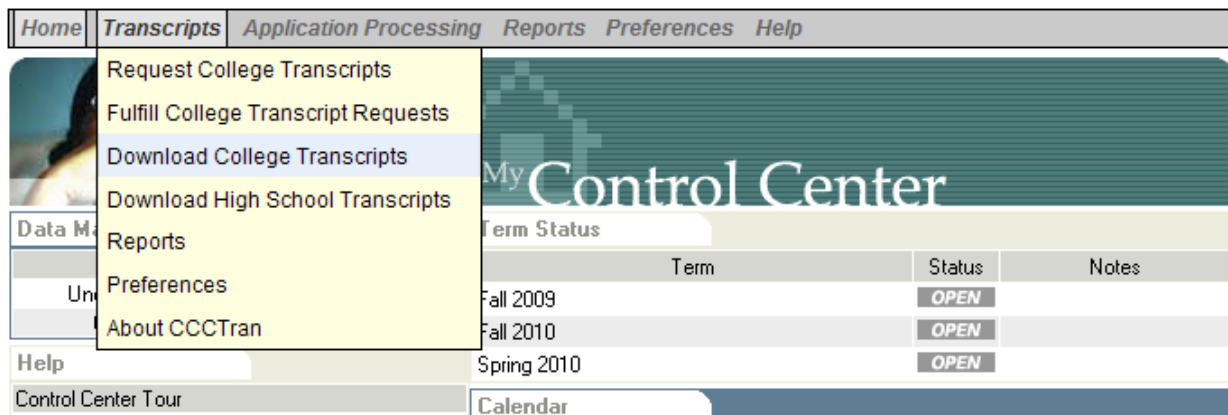 Home Transcripts Application Processing Reports Preferences Help
Request College Transcripts
Fulfill College Transcript Requests
Download College Transcripts
Download High School Transcripts
Reports
Preferences
About CCCTran
My Control Center
Data
Term Status
Term Status Notes
Fall 2009 OPEN
Fall 2010 OPEN
Spring 2010 OPEN
Help
Control Center Tour
Calendar